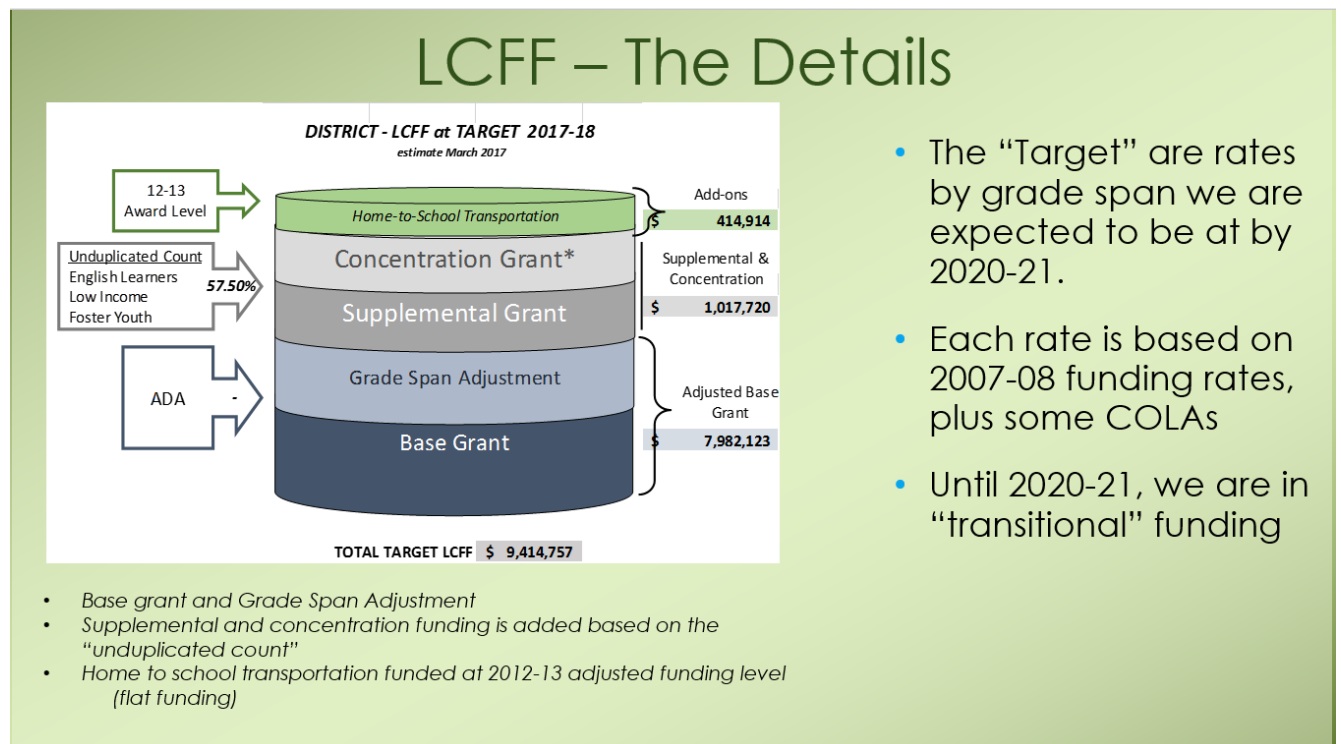 LCFF – The Details
DISTRICT - LCFF at TARGET 2017-18
estimate March 2017
12-13
Award Level
Home-to-School Transportation
Add-ons
$ 414,914
Unduplicated Count
English Learners
Low Income
Foster Youth
57.50%
Concentration Grant*
Supplemental Grant
Supplemental &
Concentration
$ 1,017,720
ADA -
Grade Span Adjustment
Base Grant
Adjusted Base
Grant
$ 7,982,123
TOTAL TARGET LCFF $ 9,414,757
• Base grant and Grade Span Adjustment
• Supplemental and concentration funding is added based on the
“unduplicated count”
• Home to school transportation funded at 2012-13 adjusted funding level
(flat funding)
• The “Target” are rates
by grade span we are
expected to be at by
2020-21.
• Each rate is based on
2007-08 funding rates,
plus some COLAs
• Until 2020-21, we are in
“transitional” funding